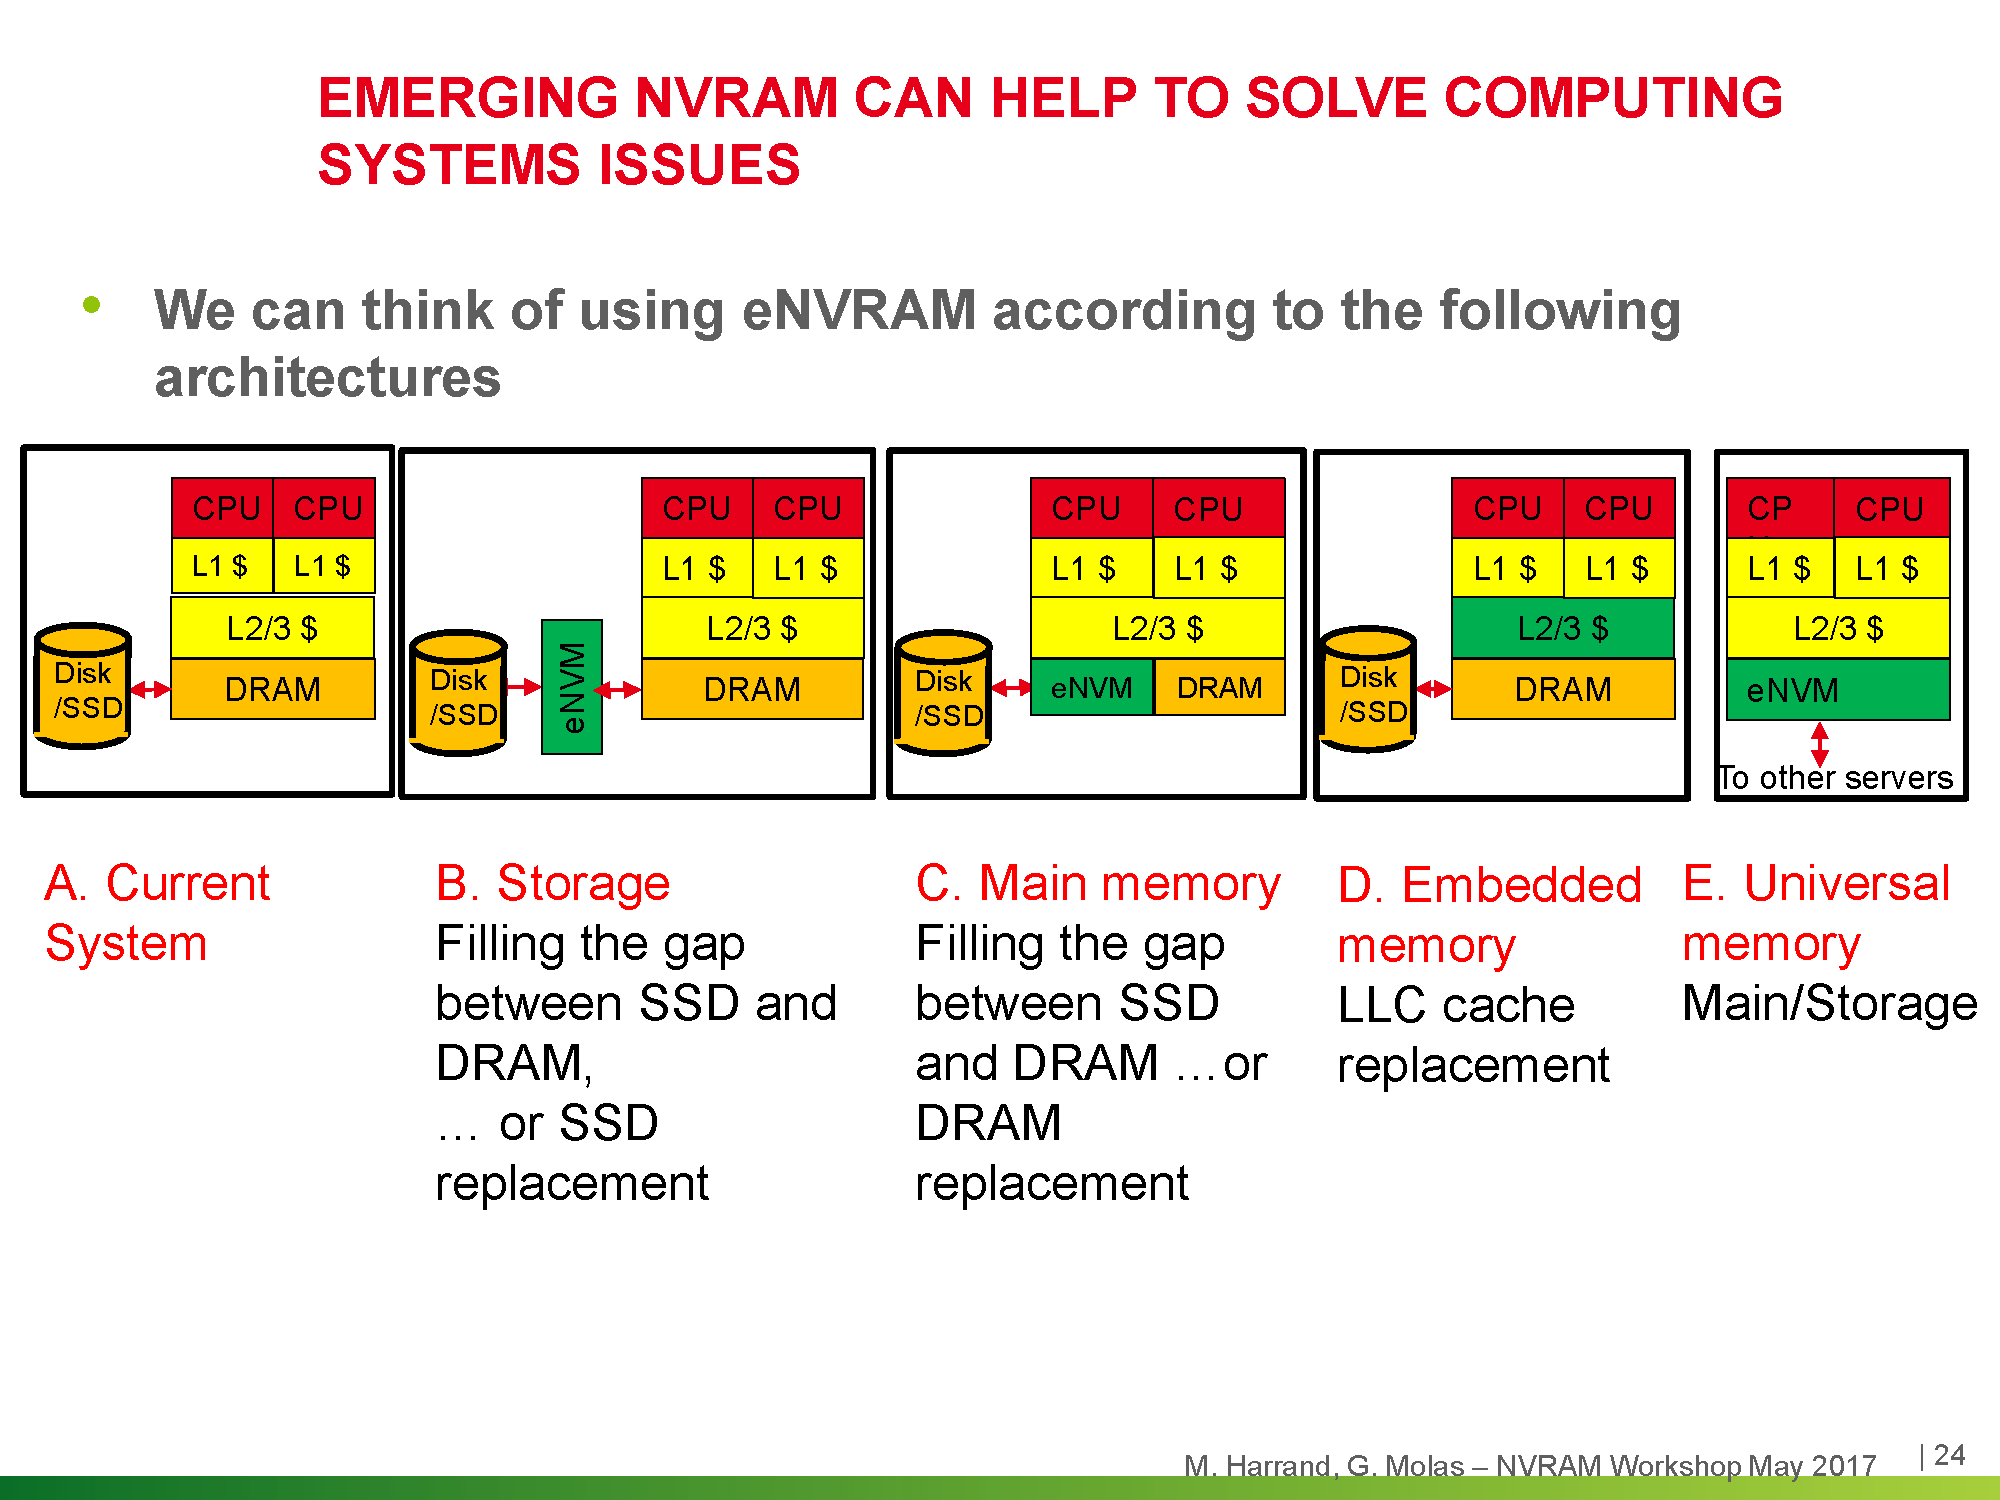 EMERGING NVRAM CAN HELP TO SOLVE COMPUTING
SYSTEMS ISSUES
• We can think of using eNVRAM according to the following
architectures
CPU CPU
L1 $ L1 $
L2/3 $
DRAM
Disk
/SSD
CPU CPU
L1 $ L1 $
L2/3 $
DRAM
eNVM
Disk
/SSD
CPU CPU
L1 $ L1 $
L2/3 $
eNVM DRAM
Disk
/SSD
CPU CPU
L1 $ L1 $
L2/3 $
DRAM
Disk
/SSD
CP CPU
L1 $ L1 $
L2/3 $
eNVM
To other servers
A. Current
System
B. Storage
Filling the gap
between SSD and
DRAM,
… or SSD
replacement
C. Main memory
Filling the gap
between SSD
and DRAM …or
DRAM
replacement
D. Embedded
memory
LLC cache
replacement
E. Universal
memory
Main/Storage
M. Harrand, G. Molas – NVRAM Workshop May 2017
| 24